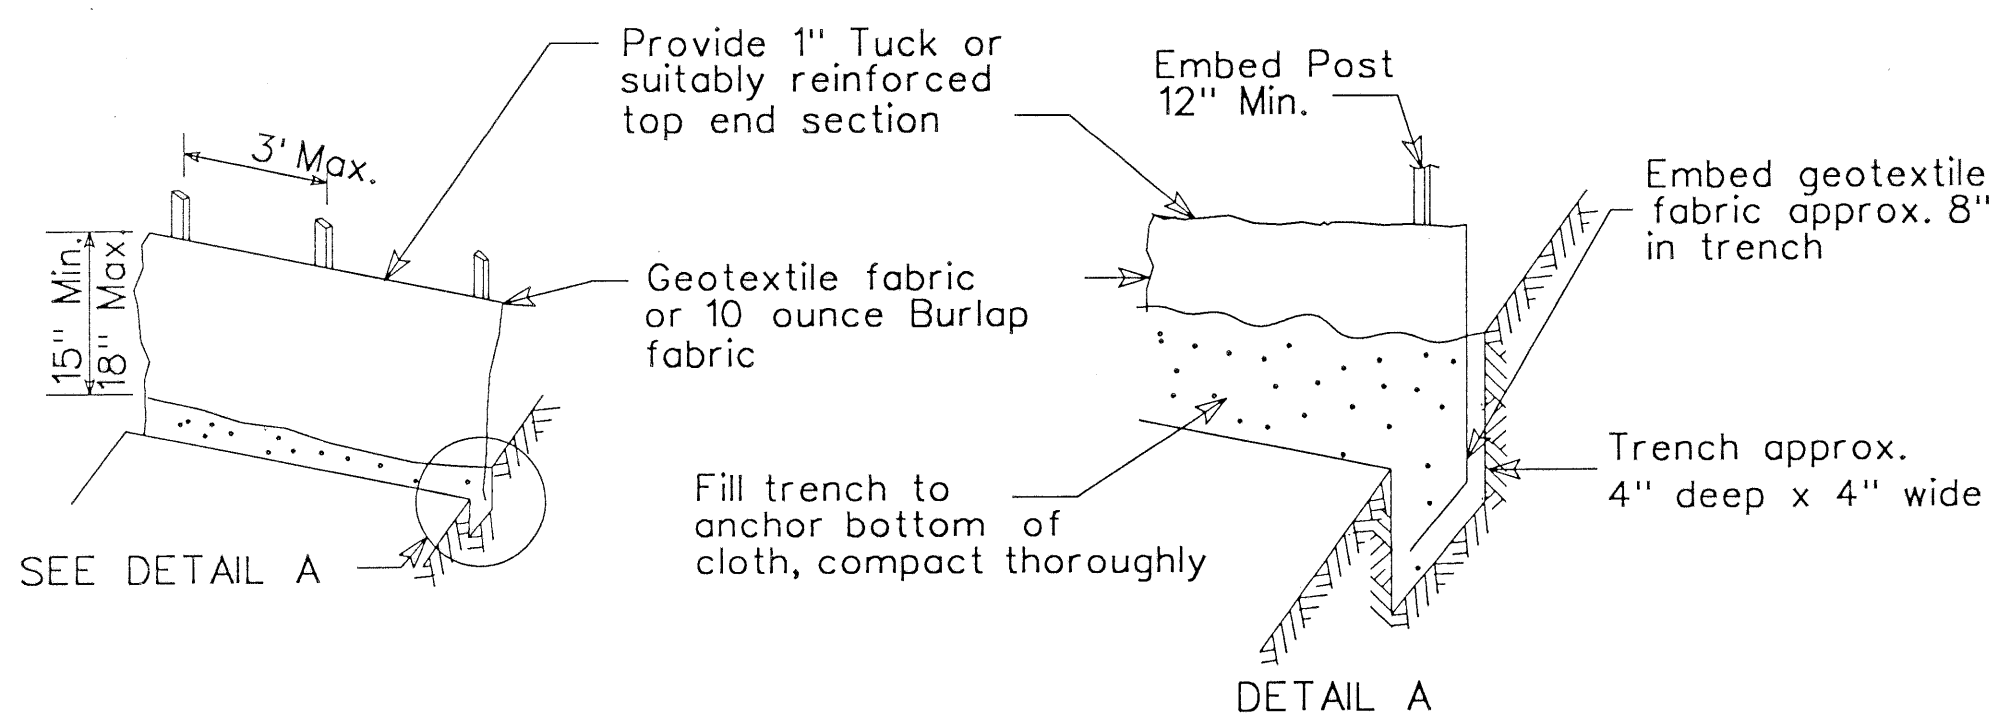 Provide 1" Tuck or
suitably reinforced
top end section
Embed Post
12" Min.
3' Max.
Embed geotextile
fabric approx. 8"
in trench
15" Min.
18" Max.
Geotextile fabric
or 10 ounce Burlap
fabric
Trench approx.
4" deep x 4" wide
Fill trench to
anchor bottom of
cloth, compact thoroughly
SEE DETAIL A
DETAIL A